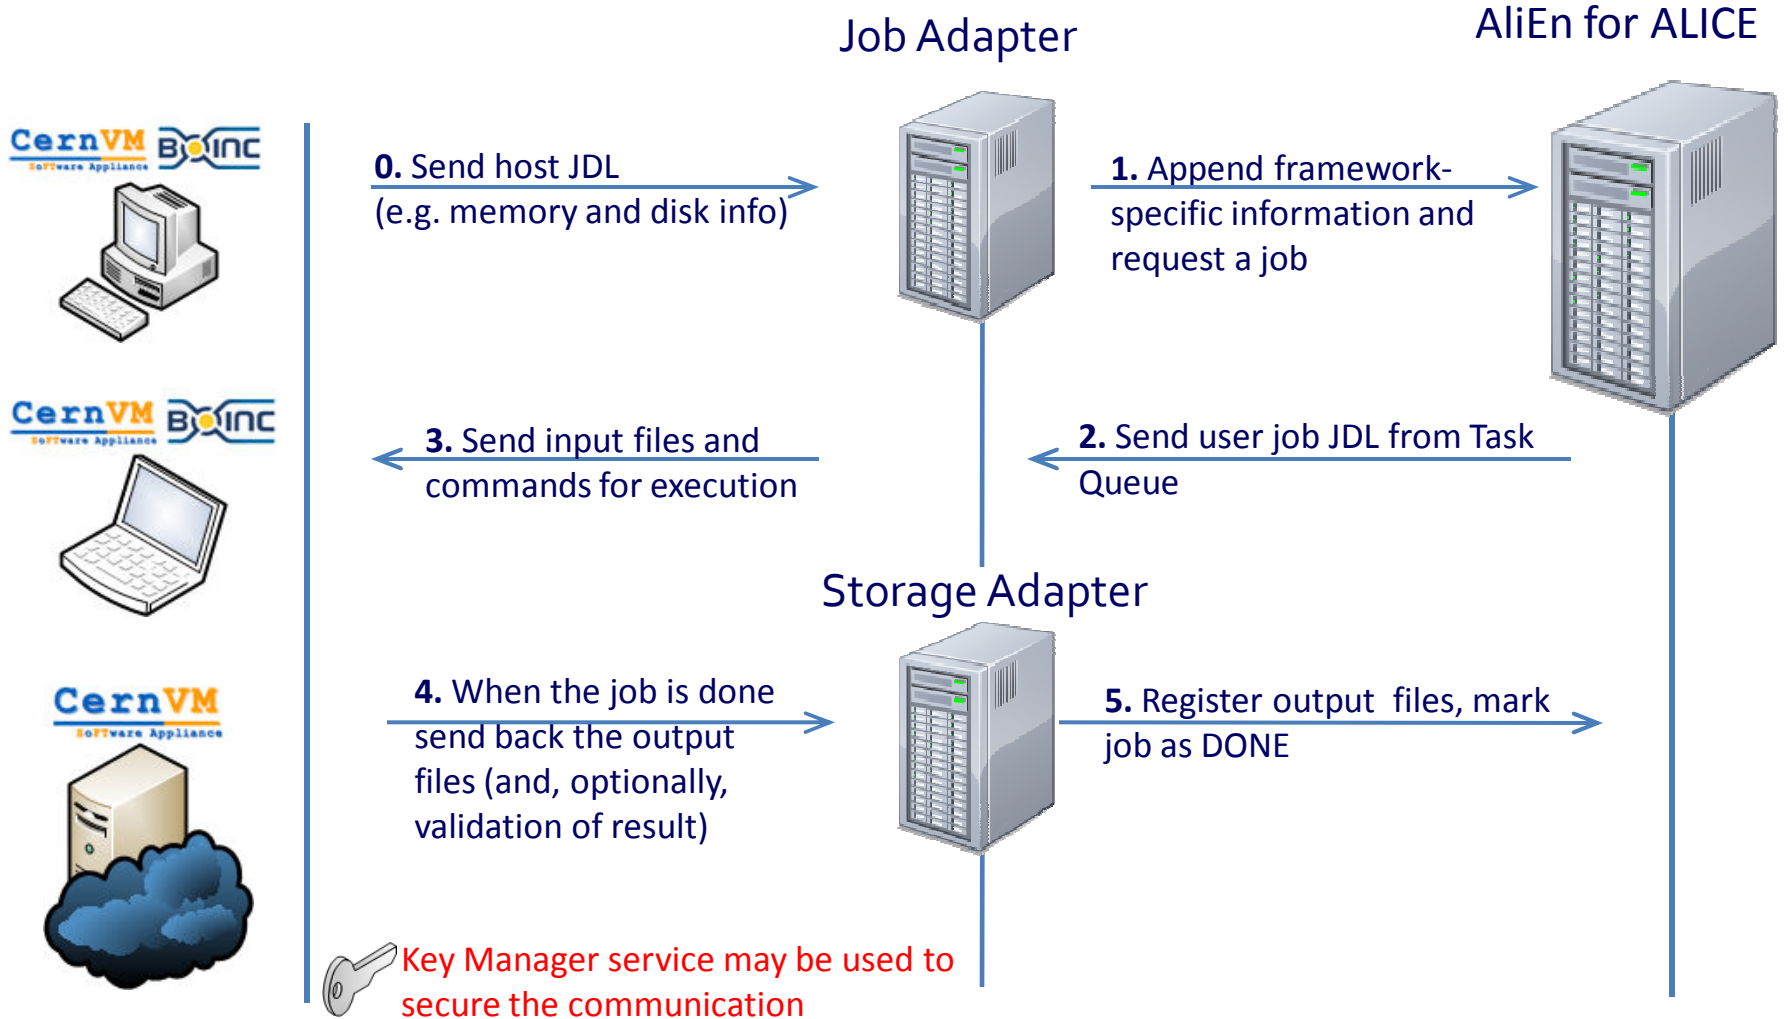 Job Adapter
AliEn for ALICE
CernVM
SoFTware Appliance
BOINC
0. Send host JDL
(e.g. memory and disk info)
1. Append framework-
specific information and
request a job
CernVM
SoFTware Appliance
BOINC
3. Send input files and
commands for execution
2. Send user job JDL from Task
Queue
Storage Adapter
CernVM
SoFTware Appliance
4. When the job is done
send back the output
files (and, optionally,
validation of result)
5. Register output files, mark
job as DONE
Key Manager service may be used to
secure the communication